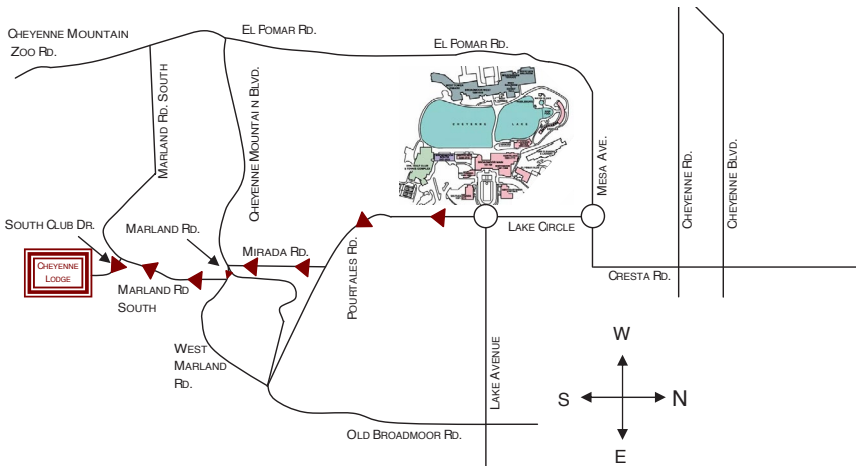 CHEYENNE MOUNTAIN
ZOO RD.
EL POMAR RD.
EL POMAR RD.
MARLAND RD. SOUTH
CHEYENNE MOUNTAIN BLVD.
CHEYENNE
LAKE
MESA AVE.
CHEYENNE RD.
CHEYENNE BLVD.
SOUTH CLUB DR.
MARLAND RD.
MIRADA RD.
LAKE CIRCLE
CHEYENNE
LODGE
MARLAND RD
SOUTH
POURTALES RD.
CRESTA RD.
WEST
MARLAND
RD.
LAKE AVENUE
OLD BROADMOOR RD.
W
S
N
E